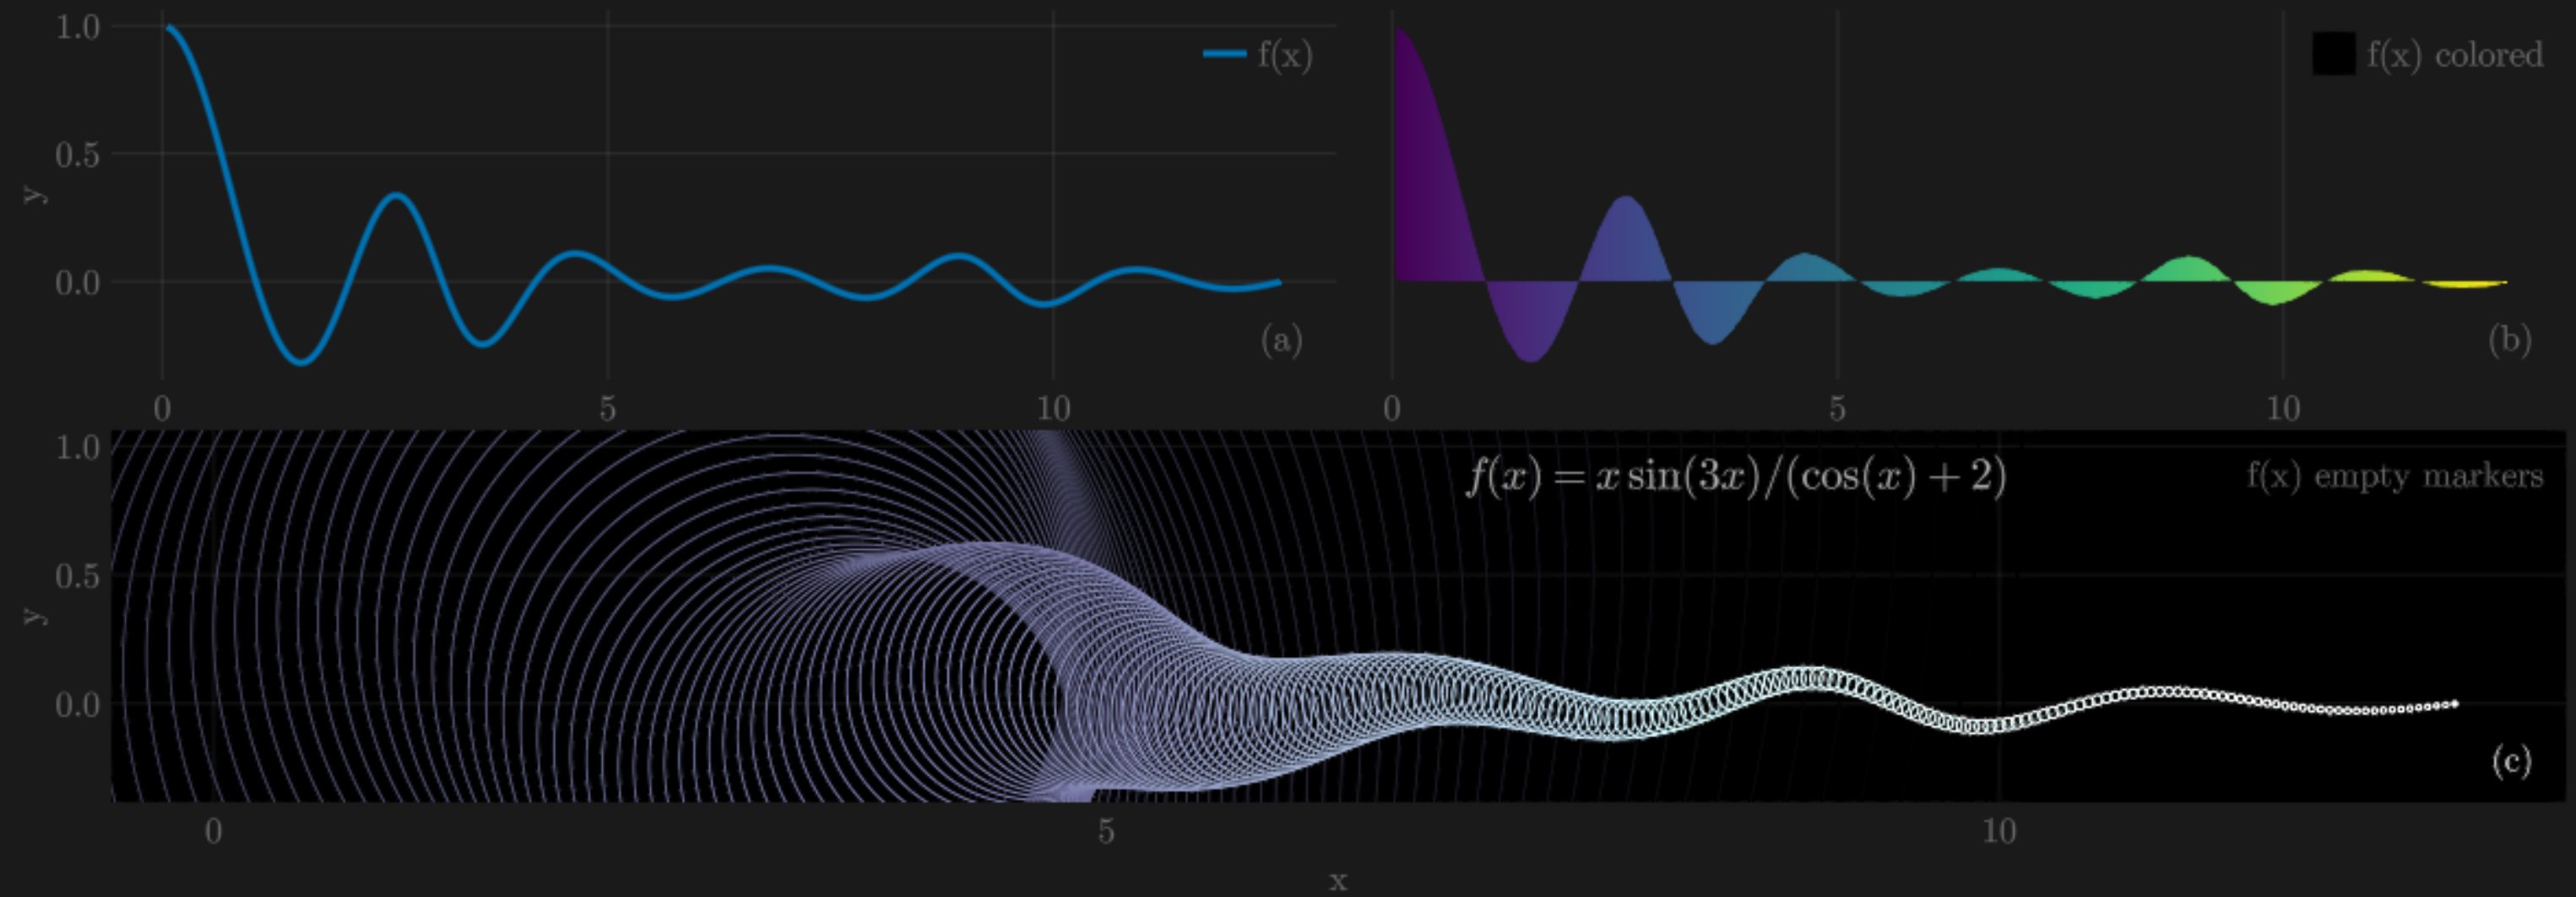 1.0
0.5
0.0
y
f(x)
(a)
0 5 10
f(x) colored
(b)
0 5 10
1.0
0.5
0.0
y
f(x) = x sin(3x)/(cos(x) + 2)
f(x) empty markers
(c)
0 5 10
x